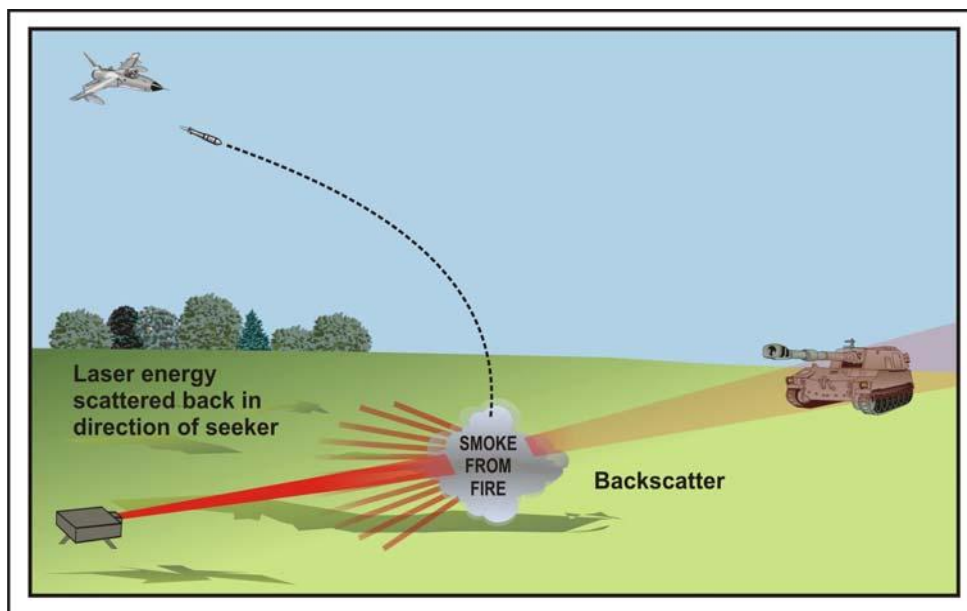 Laser energy
scattered back in
direction of seeker
SMOKE
FROM
FIRE
Backscatter